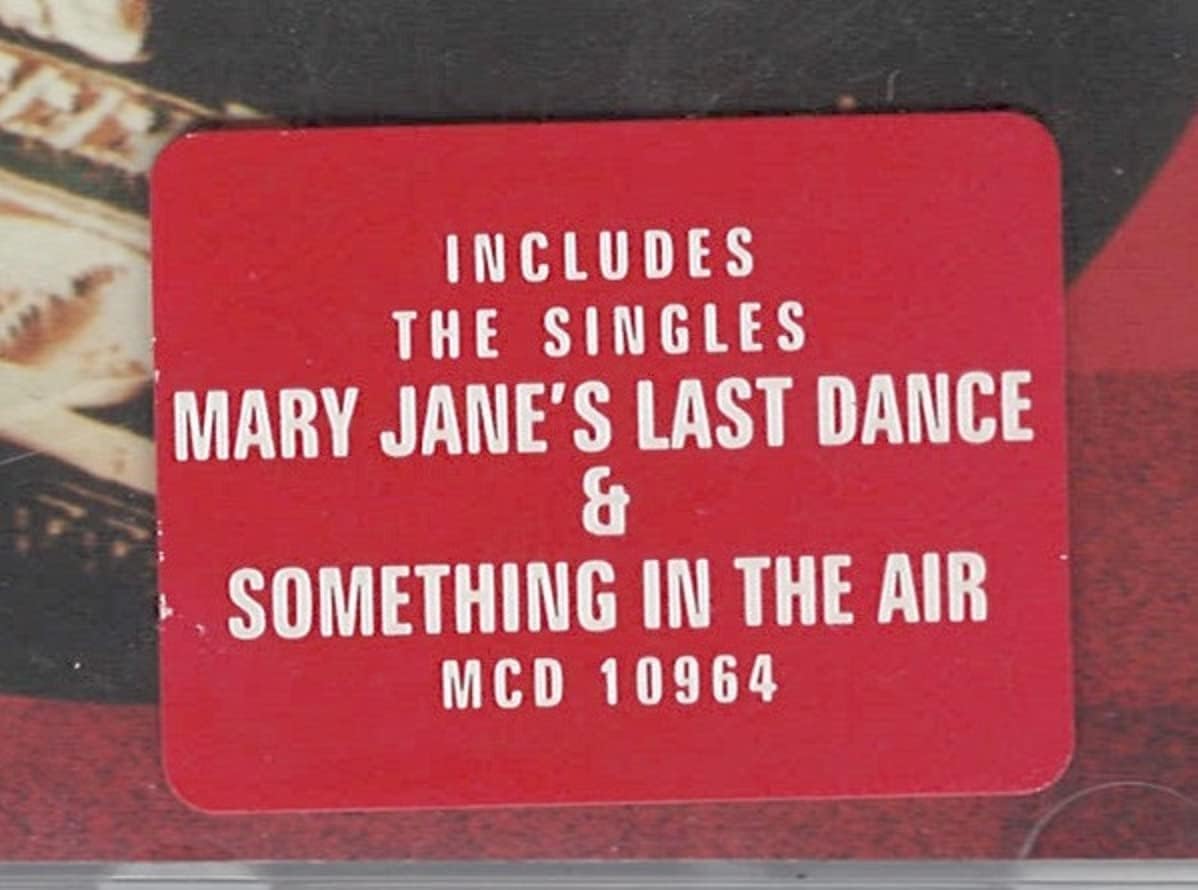 INCLUDES
THE SINGLES
MARY JANE'S LAST DANCE
&
SOMETHING IN THE AIR
MCD 10964